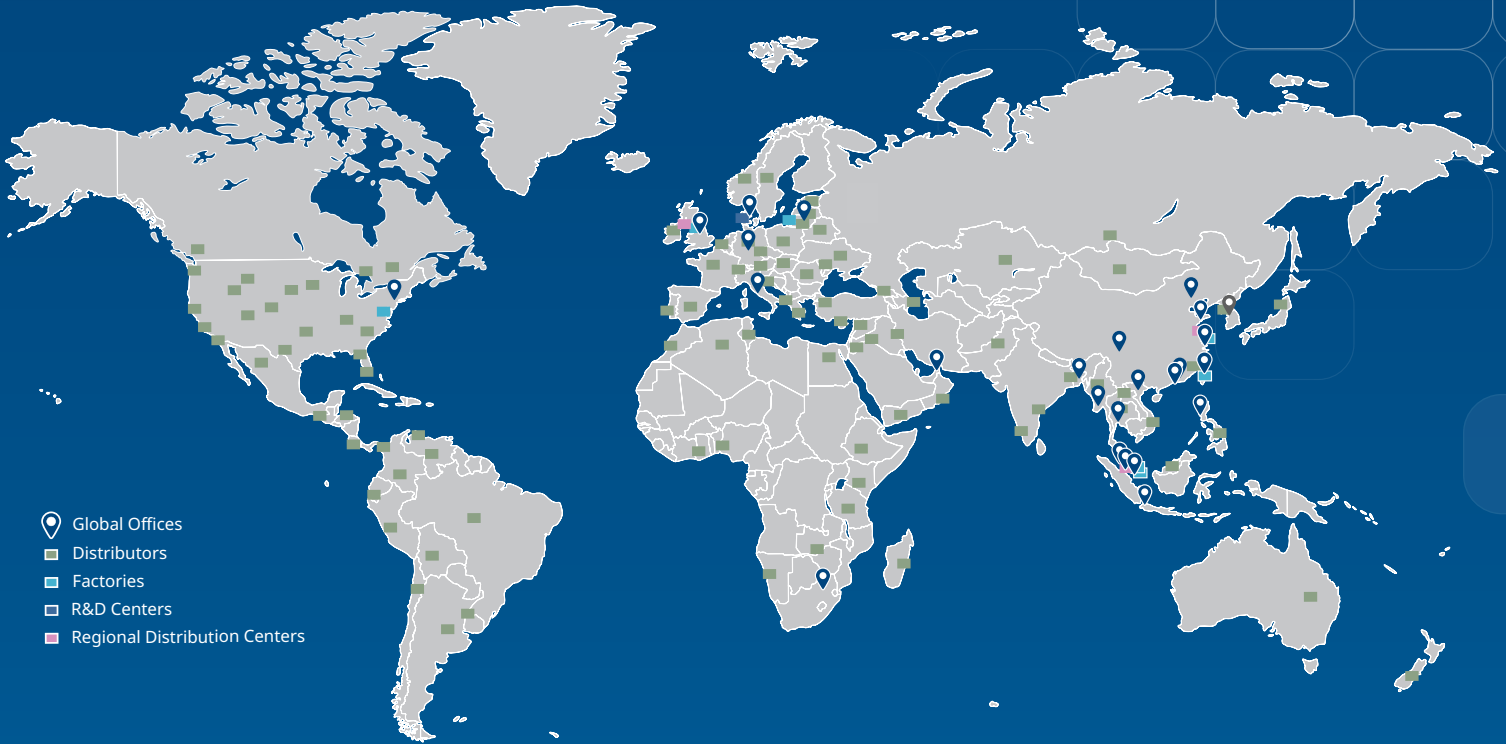 Global Offices
Distributors
Factories
R&D Centers
Regional Distribution Centers